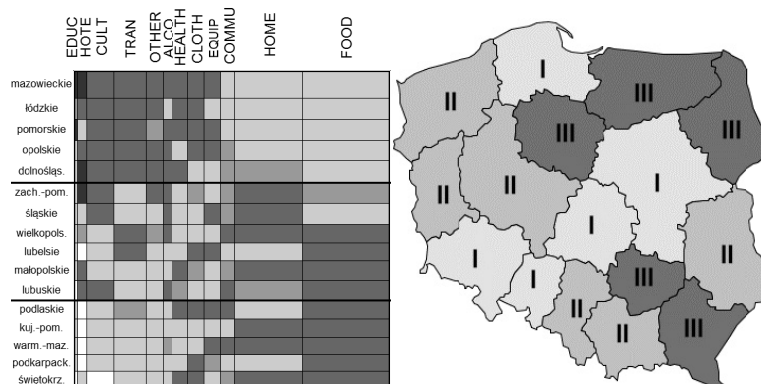 EDUC
HOTE
CULT
TRAN
OTHER
ALCO
HEALTH
CLOTH
EQUIP
COMMU
HOME
FOOD
mazowieckie
łódzkie
pomorskie
opolskie
dolnośląs.
zach.-pom.
śląskie
wielkopols.
lubelsie
małopolskie
lubuskie
podlaskie
kuj.-pom.
warm.-maz.
podkarpack.
świętokrz.
I
II
III
III
III
II
II
I
I
II
I
I
III
II
II
III